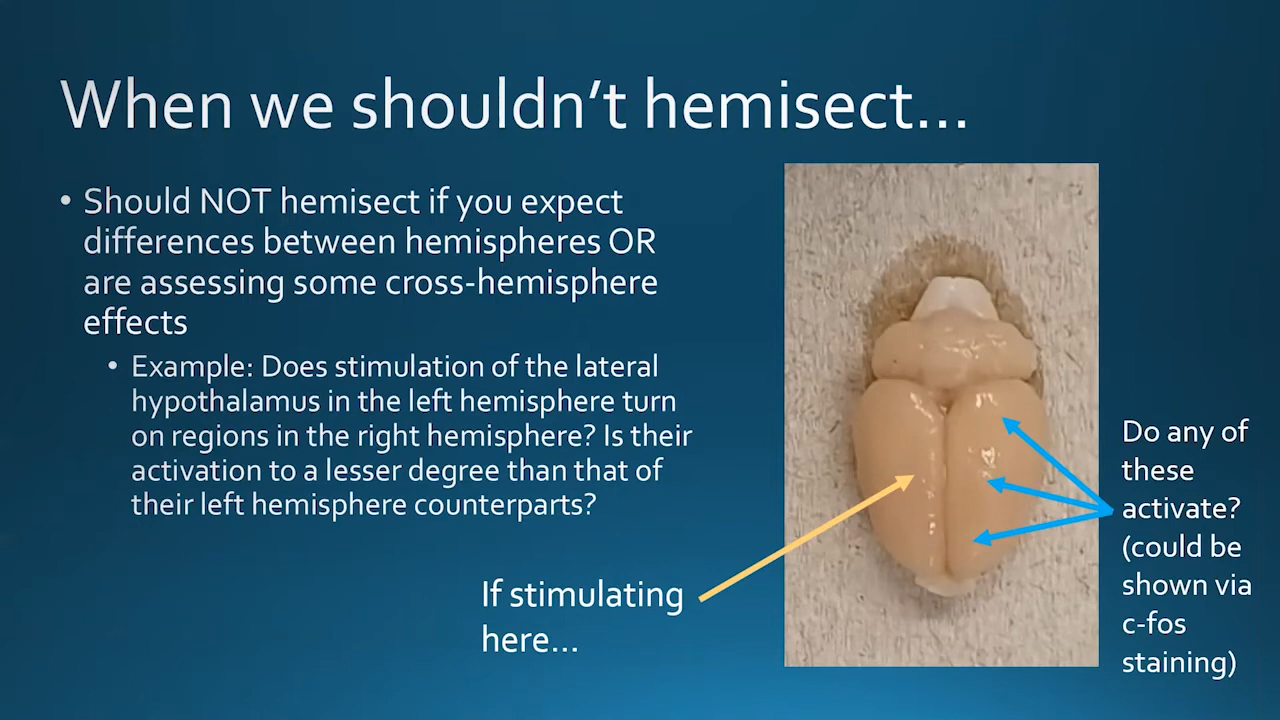 When we shouldn’t hemisect…
• Should NOT hemisect if you expect
differences between hemispheres OR
are assessing some cross-hemisphere
effects
• Example: Does stimulation of the lateral
hypothalamus in the left hemisphere turn
on regions in the right hemisphere? Is their
activation to a lesser degree than that of
their left hemisphere counterparts?
If stimulating
here…
Do any of
these
activate?
(could be
shown via
c-fos
staining)